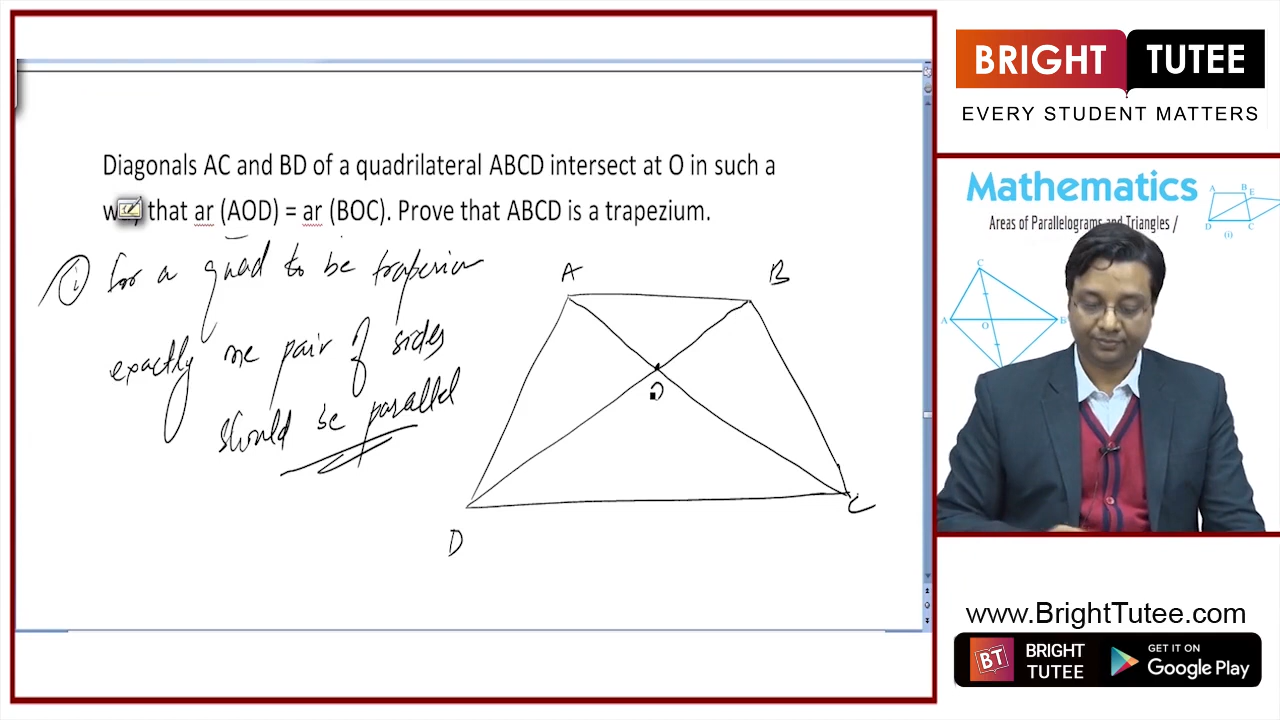 Diagonals AC and BD of a quadrilateral ABCD intersect at O in such a
that ar (AOD) = ar (BOC). Prove that ABCD is a trapezium.
(i) for a quad to be trapezium
exactly one pair of sides
should be parallel
A
B
O
D
C
BRIGHT TUTEE
EVERY STUDENT MATTERS
Mathematics
Areas of Parallelograms and Triangles /
A
B E
D
C
(i)
C
A
O
B
www.BrightTutee.com
BT
BRIGHT
TUTEE
GET IT ON
Google Play